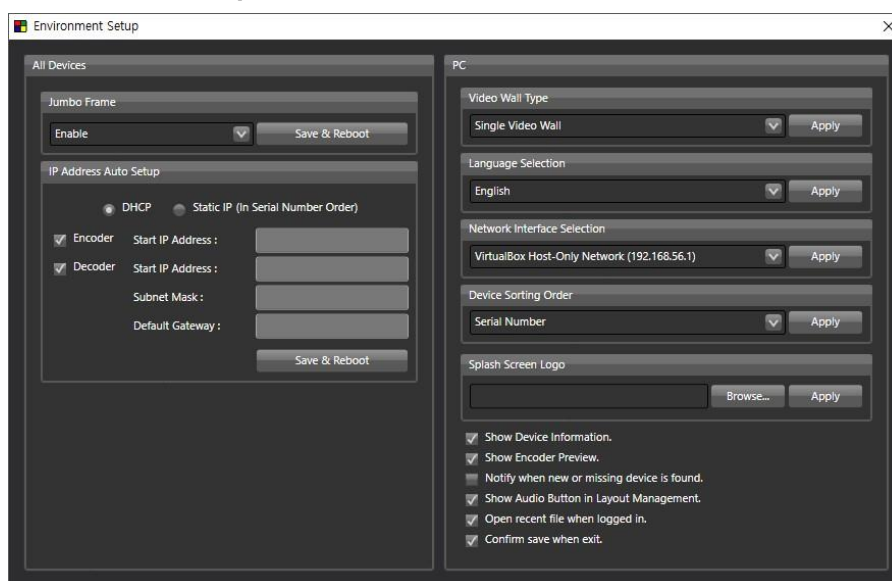 Environment Setup
All Devices
Jumbo Frame
Enable
Save & Reboot
IP Address Auto Setup
DHCP
Static IP (In Serial Number Order)
Encoder
Start IP Address :
Decoder
Start IP Address :
Subnet Mask :
Default Gateway :
Save & Reboot
PC
Video Wall Type
Single Video Wall
Apply
Language Selection
English
Apply
Network Interface Selection
VirtualBox Host-Only Network (192.168.56.1)
Apply
Device Sorting Order
Serial Number
Apply
Splash Screen Logo
Browse...
Apply
Show Device Information.
Show Encoder Preview.
Notify when new or missing device is found.
Show Audio Button in Layout Management.
Open recent file when logged in.
Confirm save when exit.